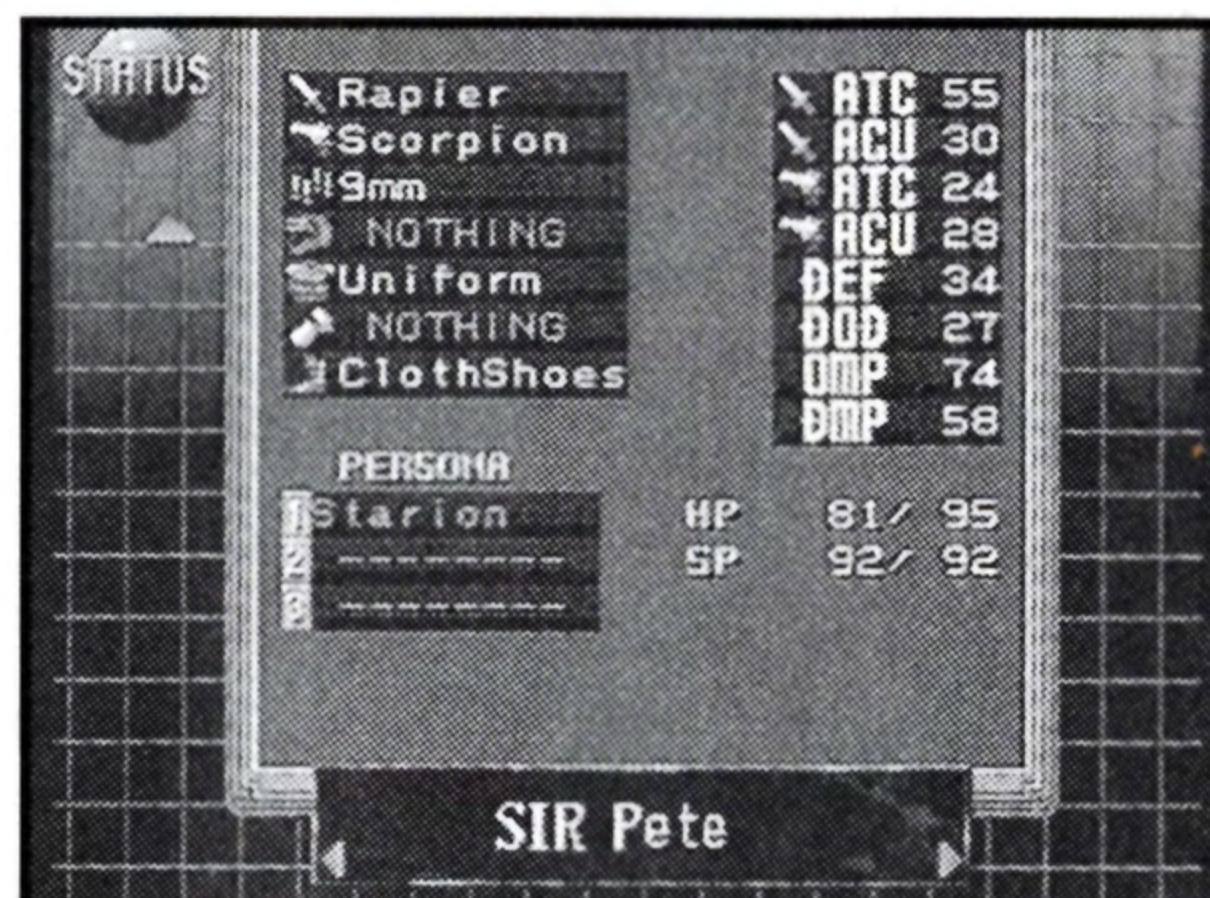 STATUS
Rapier
Scorpion
9mm
NOTHING
Uniform
NOTHING
ClothShoes
ATC 55
ACU 30
ATC 24
ACU 28
DEF 34
DOD 27
OMP 74
DMP 58
PERSONA
1 Starion
2 --------
3 --------
HP 81/ 95
SP 92/ 92
SIR Pete